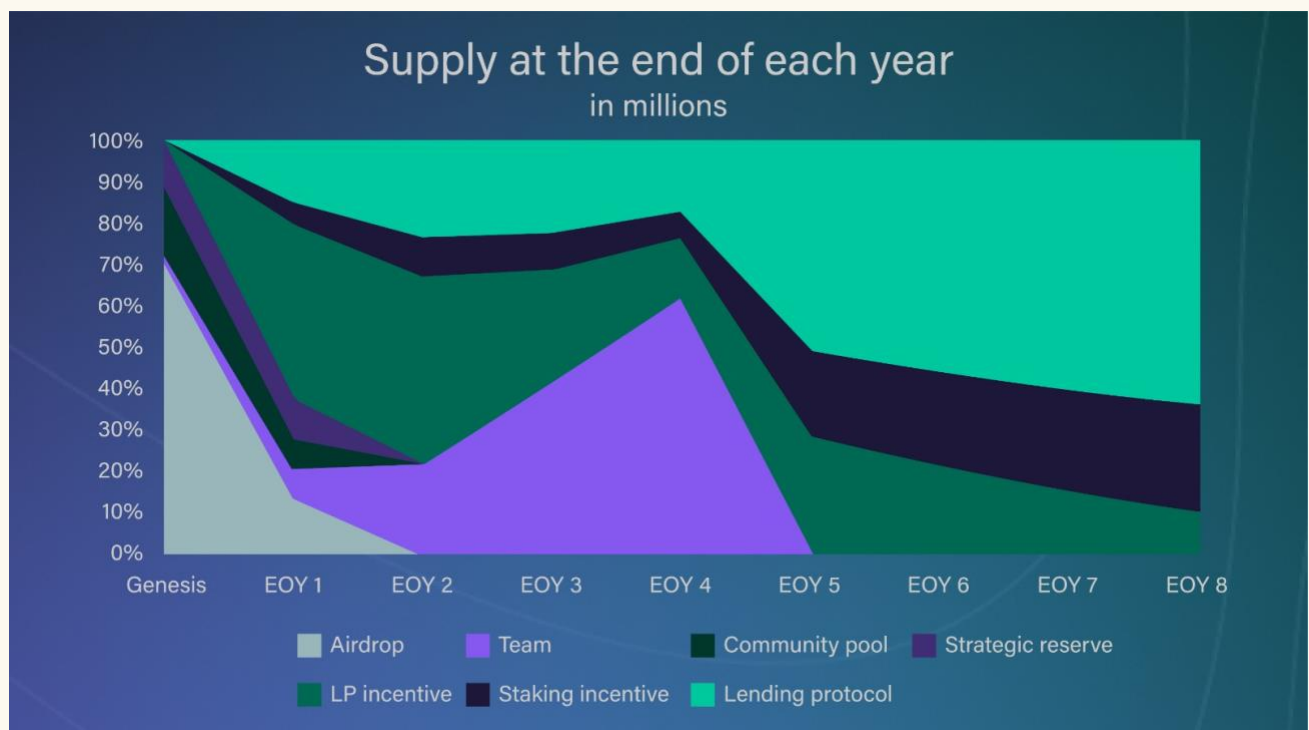 Supply at the end of each year
in millions
100%
90%
80%
70%
60%
50%
40%
30%
20%
10%
0%
Genesis EOY 1 EOY 2 EOY 3 EOY 4 EOY 5 EOY 6 EOY 7 EOY 8
Airdrop Team Community pool Strategic reserve
LP incentive Staking incentive Lending protocol